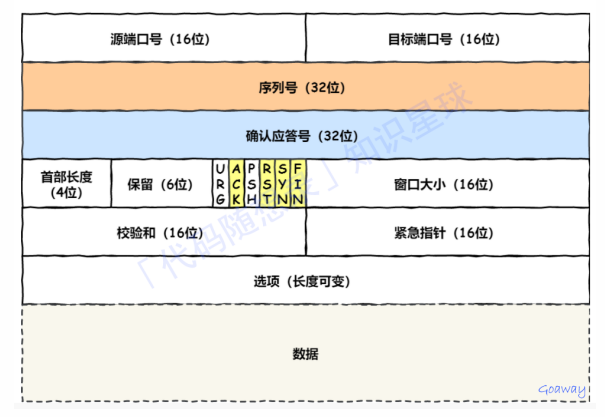 源端口号（16位） 目标端口号（16位）
序列号（32位）
确认应答号（32位）
首部长度（4位） 保留（6位） URG ACK PSH RST SYN FIN 窗口大小（16位）
校验和（16位） 紧急指针（16位）
选项（长度可变）
数据
「代码随想录」知识星球
Goaway